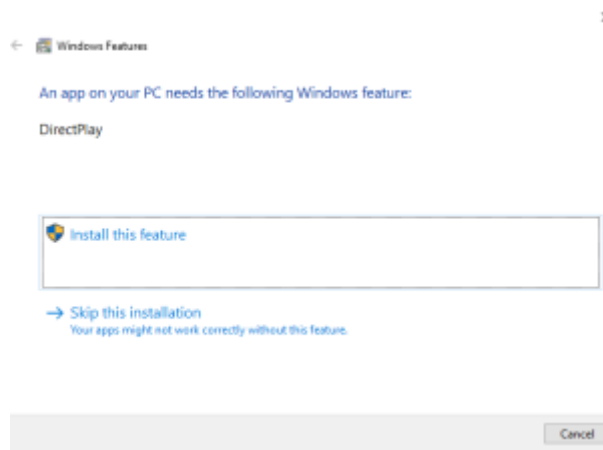 Windows Features
An app on your PC needs the following Windows feature:
DirectPlay
Install this feature
Skip this installation
Your apps might not work correctly without this feature.
Cancel